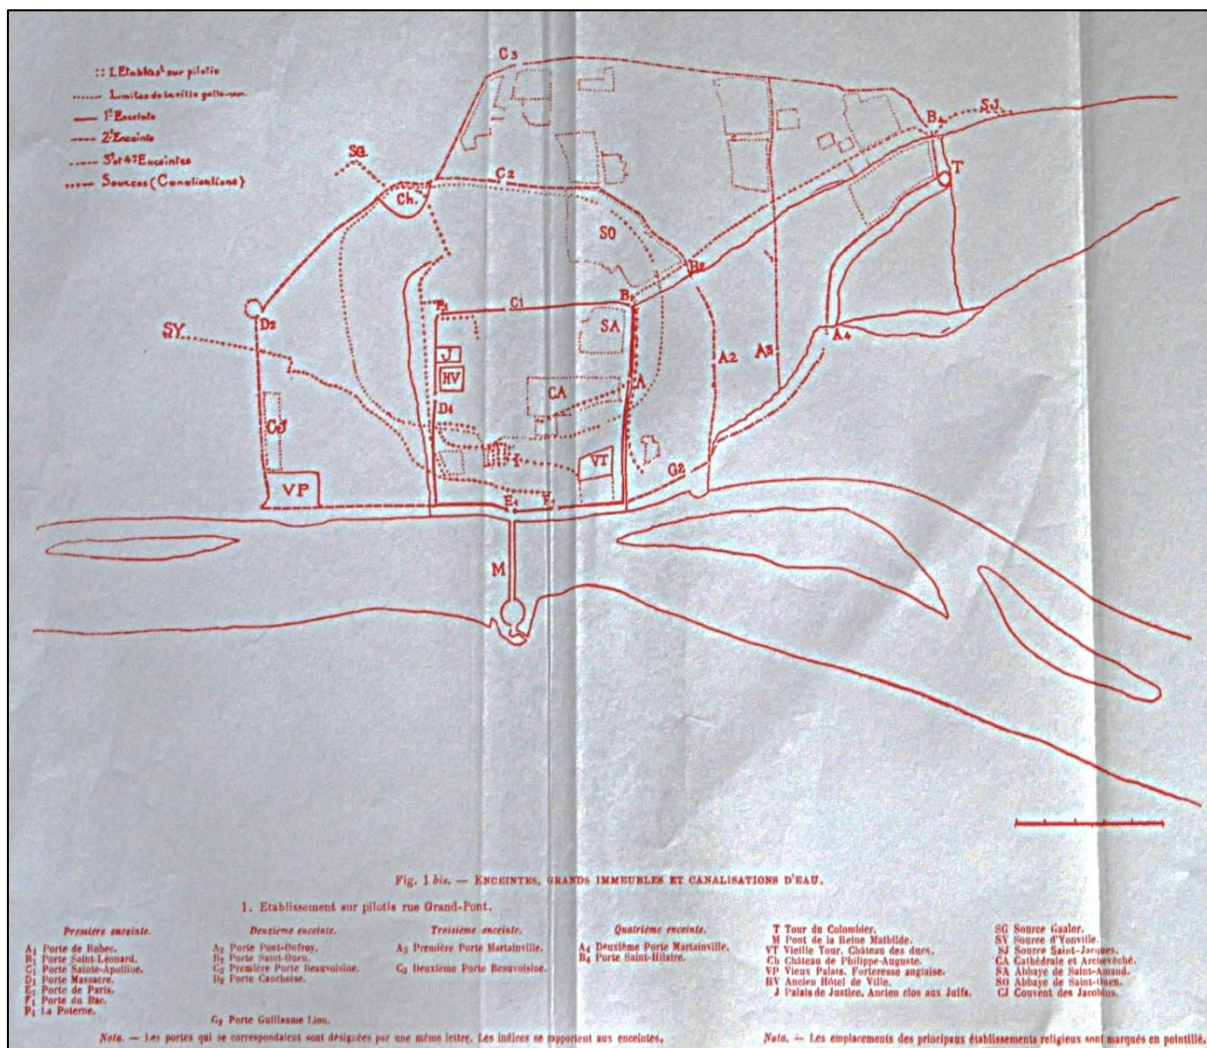 :: 1. Etablist sur pilotis
Limites de la ville gallo-rom.
1e Enceinte
2e Enceinte
3e et 4e Enceintes
Sources (Canalisations)
C3
SJ
B4
SG
C2
T
Ch.
SO
B2
B1
P1
C1
D2
SA
SY
J
A2
A3
A4
HV
CA
A
D1
CJ
1
VT
G2
VP
E1
F1
M
Fig. 1 bis. — ENCEINTES, GRANDS IMMEUBLES ET CANALISATIONS D'EAU.
1. Etablissement sur pilotis rue Grand-Pont.
Première enceinte.
A1 Porte de Robec.
B1 Porte Saint-Léonard.
C1 Porte Sainte-Apolline.
D1 Porte Massacre.
E1 Porte de Paris.
F1 Porte du Bac.
P1 La Poterne.
Deuxième enceinte.
A2 Porte Pont-Onfroy.
B2 Porte Saint-Ouen.
C2 Première Porte Beauvoisine.
D2 Porte Cauchoise.
G2 Porte Guillaume Lion.
Troisième enceinte.
A3 Première Porte Martainville.
C3 Deuxième Porte Beauvoisine.
Quatrième enceinte.
A4 Deuxième Porte Martainville.
B4 Porte Saint-Hilaire.
T Tour du Colombier.
M Pont de la Reine Mathilde.
VT Vieille Tour. Château des ducs.
Ch Château de Philippe-Auguste.
VP Vieux Palais. Forteresse anglaise.
HV Ancien Hôtel de Ville.
J Palais de Justice. Ancien clos aux Juifs.
SG Source Gaalor.
SY Source d'Yonville.
SJ Source Saint-Jacques.
CA Cathédrale et Archevêché.
SA Abbaye de Saint-Amand.
SO Abbaye de Saint-Ouen.
CJ Couvent des Jacobins.
Nota. — Les portes qui se correspondaient sont désignées par une même lettre. Les indices se rapportent aux enceintes.
Nota. — Les emplacements des principaux établissements religieux sont marqués en pointillé.